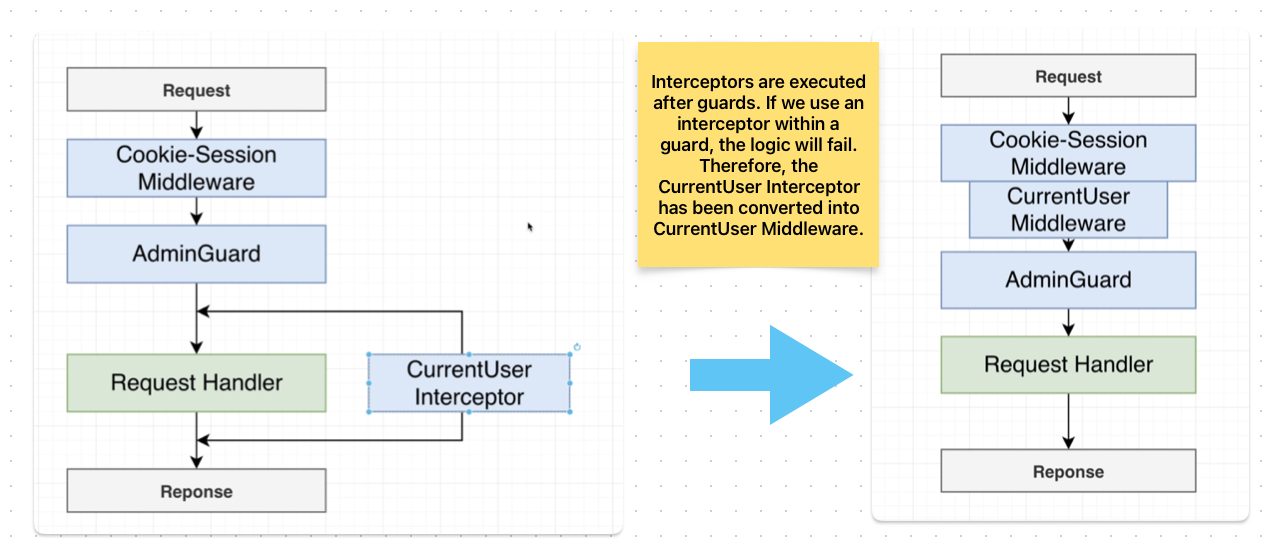 Request
Cookie-Session
Middleware
AdminGuard
Request Handler
CurrentUser
Interceptor
Reponse
Interceptors are executed
after guards. If we use an
interceptor within a
guard, the logic will fail.
Therefore, the
CurrentUser Interceptor
has been converted into
CurrentUser Middleware.
Request
Cookie-Session
Middleware
CurrentUser
Middleware
AdminGuard
Request Handler
Reponse